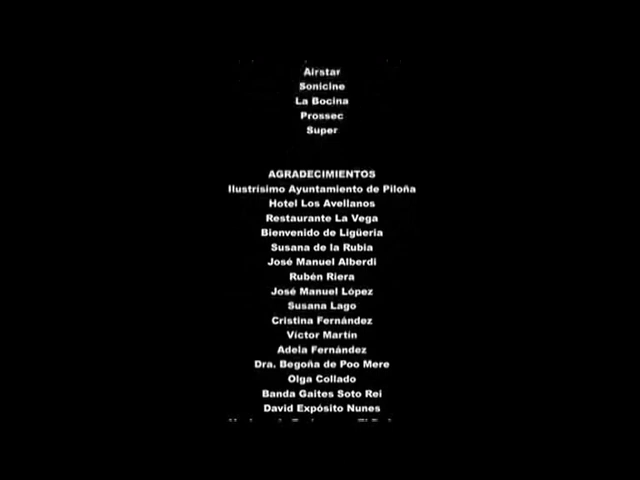 Airstar
Sonicine
La Bocina
Prossec
Super
AGRADECIMIENTOS
Ilustrísimo Ayuntamiento de Piloña
Hotel Los Avellanos
Restaurante La Vega
Bienvenido de Ligüeria
Susana de la Rubia
José Manuel Alberdi
Rubén Riera
José Manuel López
Susana Lago
Cristina Fernández
Víctor Martín
Adela Fernández
Dra. Begoña de Poo Mere
Olga Collado
Banda Gaites Soto Rei
David Expósito Nunes